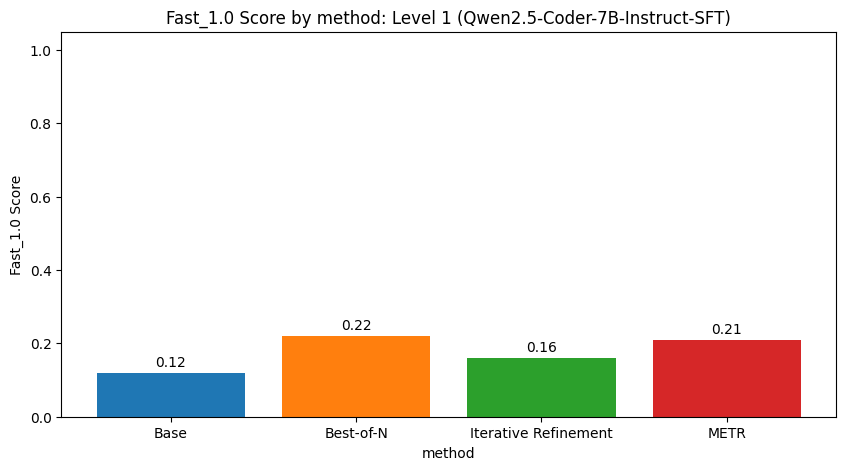 Fast_1.0 Score by method: Level 1 (Qwen2.5-Coder-7B-Instruct-SFT)
Fast_1.0 Score
1.0
0.8
0.6
0.4
0.2
0.0
0.12
0.22
0.16
0.21
Base
Best-of-N
Iterative Refinement
METR
method